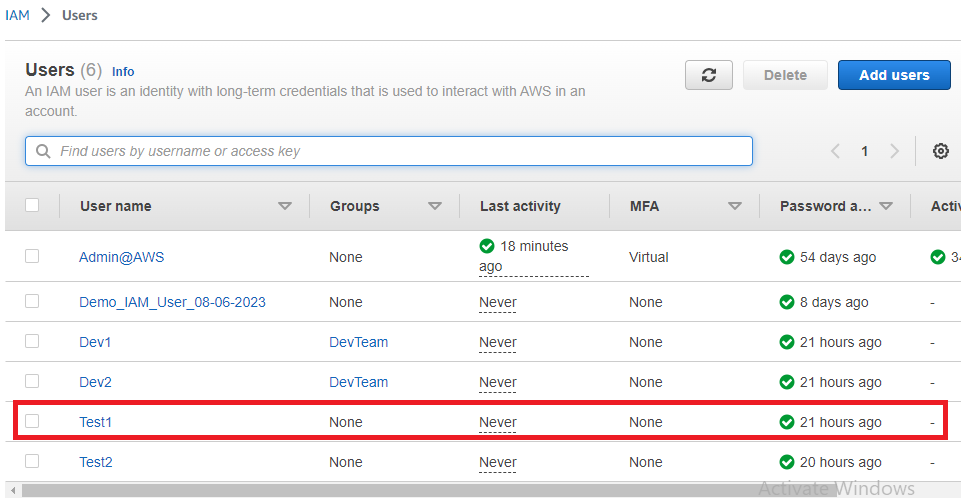 IAM > Users
Users (6) Info
An IAM user is an identity with long-term credentials that is used to interact with AWS in an
account.
Delete
Add users
Find users by username or access key
1
User name Groups Last activity MFA Password a... Activ
Admin@AWS None 18 minutes ago Virtual 54 days ago 34
Demo_IAM_User_08-06-2023 None Never None 8 days ago -
Dev1 DevTeam Never None 21 hours ago -
Dev2 DevTeam Never None 21 hours ago -
Test1 None Never None 21 hours ago -
Test2 None Never None 20 hours ago -
Activate Windows